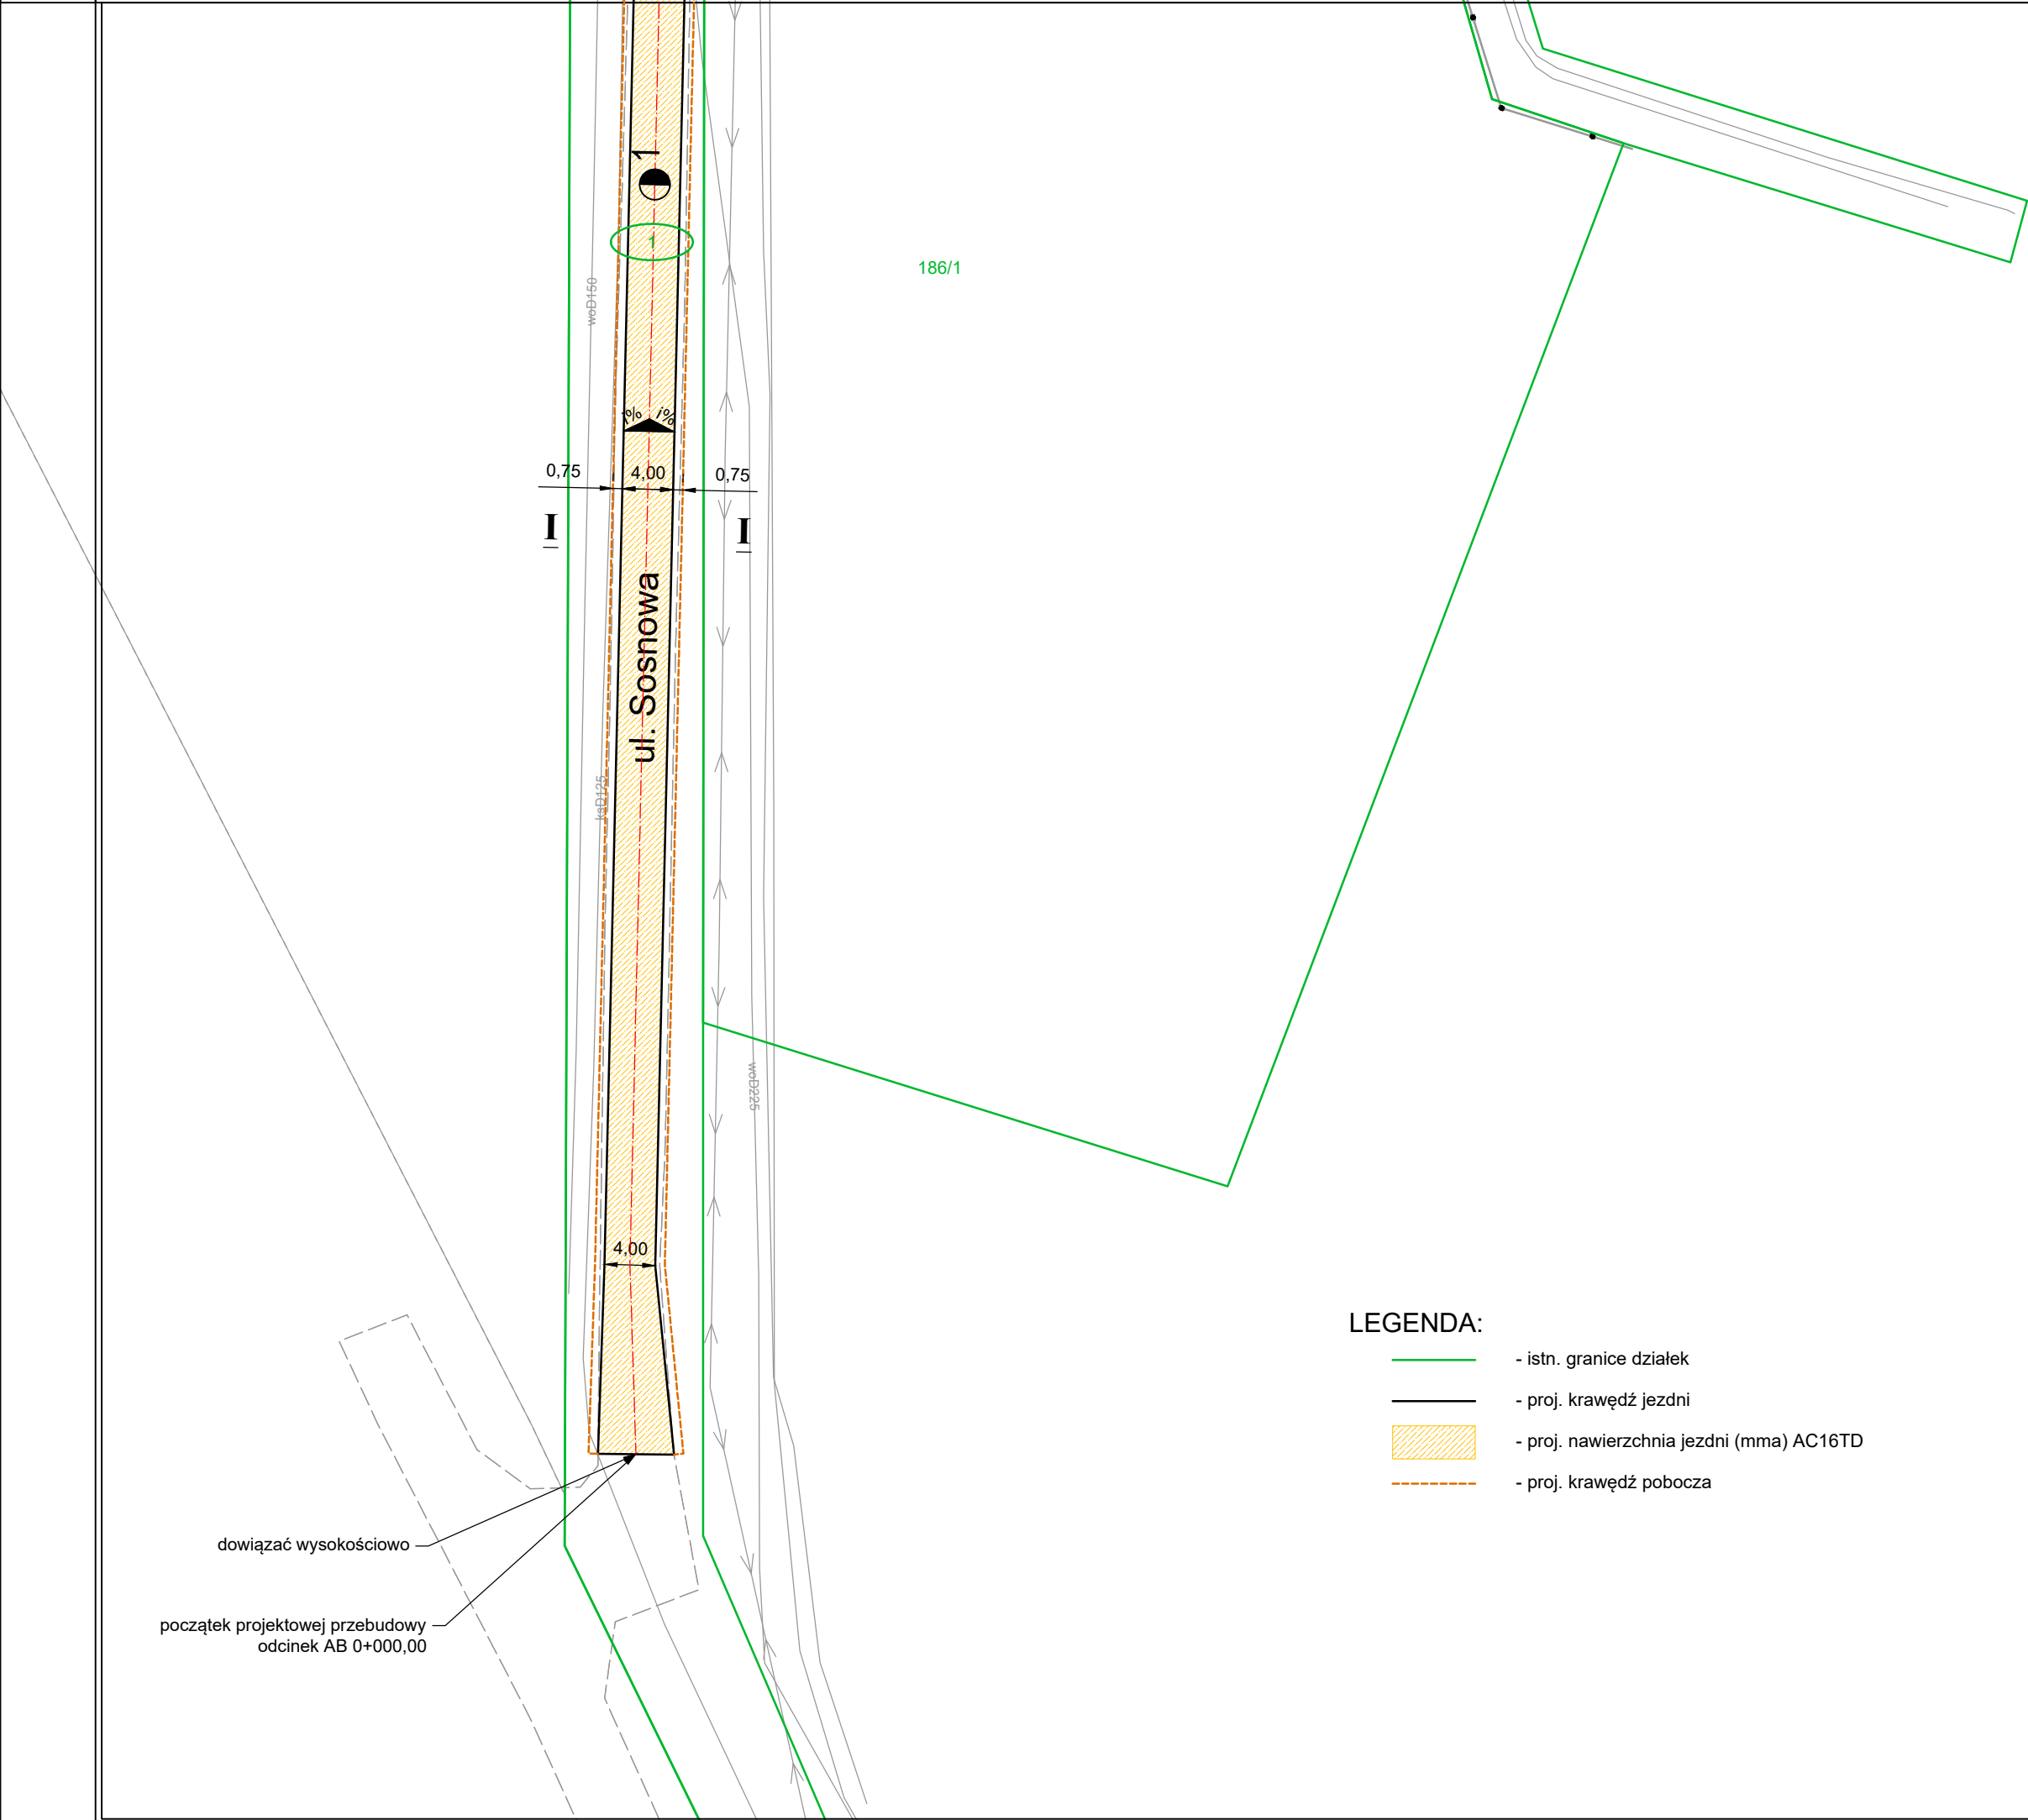 1
1
186/1
woD150
i% i%
0,75
4,00
0,75
I
I
ul. Sosnowa
ksD125
woD225
4,00
LEGENDA:
- istn. granice działek
- proj. krawędź jezdni
- proj. nawierzchnia jezdni (mma) AC16TD
- proj. krawędź pobocza
dowiązać wysokościowo
początek projektowej przebudowy
odcinek AB 0+000,00